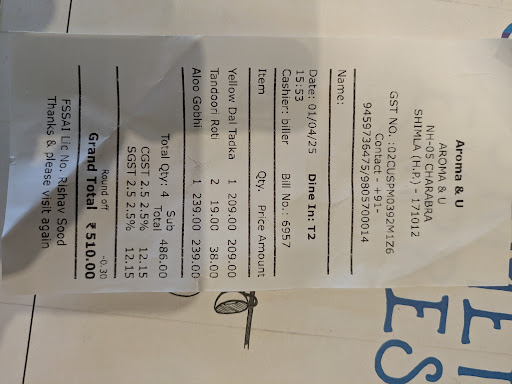 Aroma & U
AROMA & U
NH-05 CHARABRA
SHIMLA (H.P.) - 171012
GST NO. :02CUSPM0392M1Z6
Contact- +91-
9459736475/9805700014
Name:
Date: 01/04/25 Dine In: T2
15:53
Cashier: biller Bill No.: 6957
Item Qty. Price Amount
Yellow Dal Tadka 1 209.00 209.00
Tandoori Roti 2 19.00 38.00
Aloo Gobhi 1 239.00 239.00
Total Qty: 4 Sub Total 486.00
CGST 2.5 2.5% 12.15
SGST 2.5 2.5% 12.15
Round off -0.30
Grand Total ₹510.00
FSSAI Lic No. Rishav Sood
Thanks & please visit again
ES